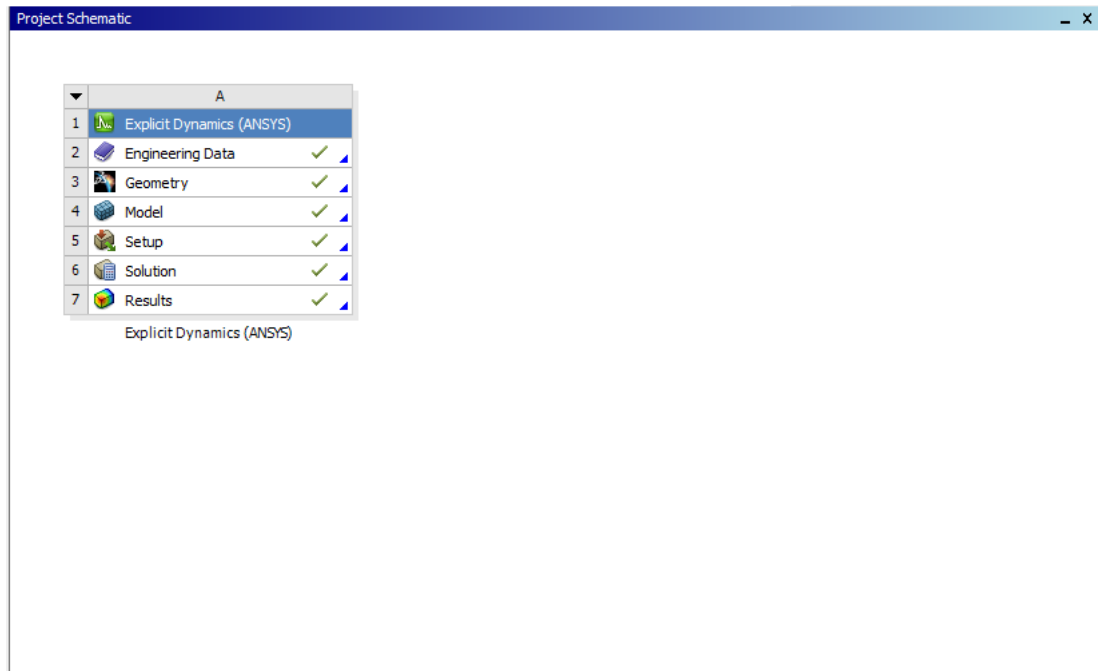 Project Schematic
A
1 Explicit Dynamics (ANSYS)
2 Engineering Data
3 Geometry
4 Model
5 Setup
6 Solution
7 Results
Explicit Dynamics (ANSYS)